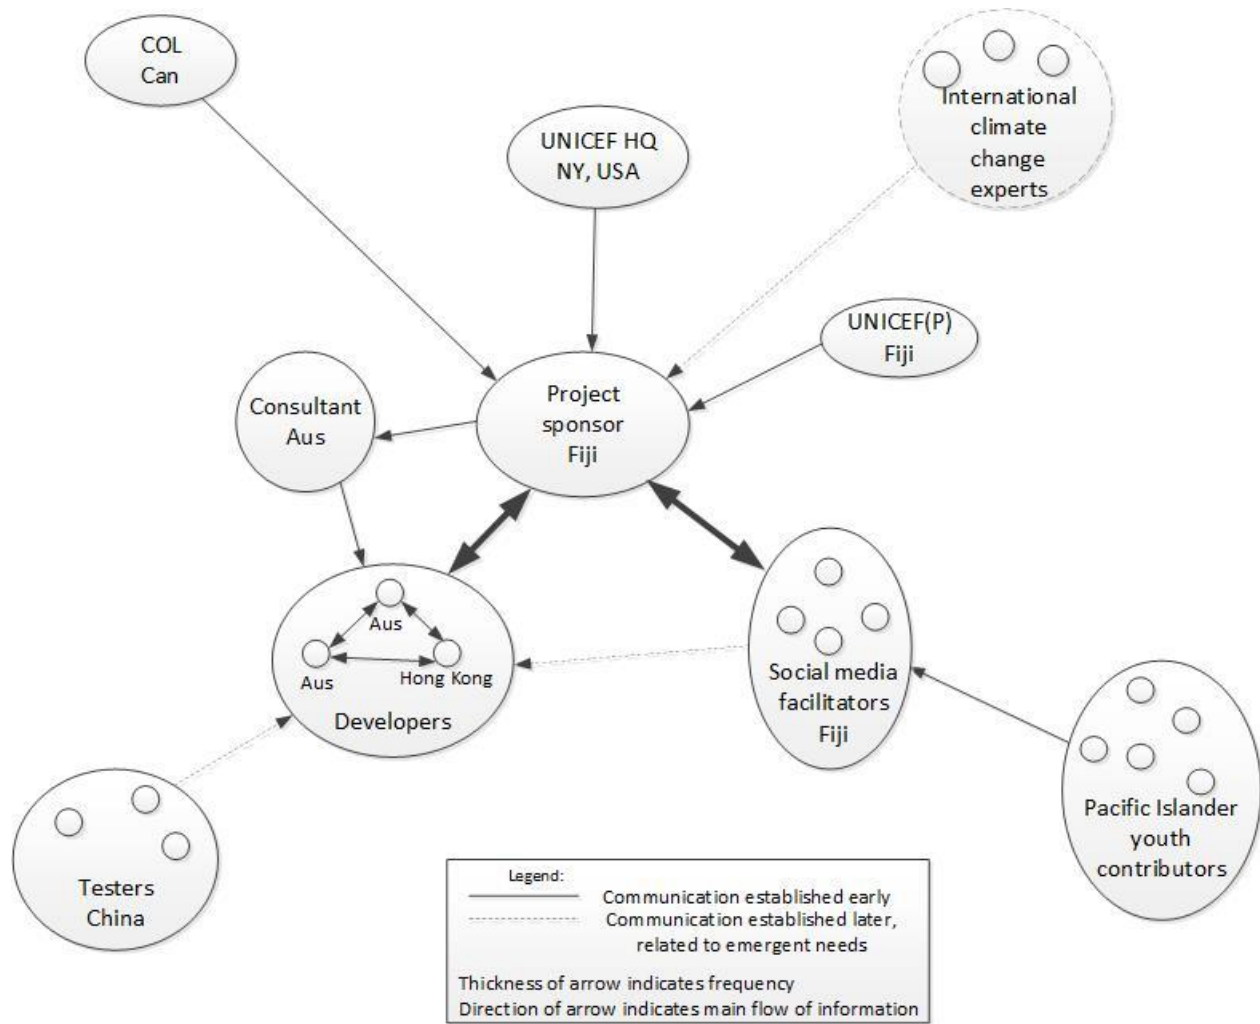 COL
Can
UNICEF HQ
NY, USA
International
climate
change
experts
UNICEF(P)
Fiji
Project
sponsor
Fiji
Consultant
Aus
Aus
Aus
Hong Kong
Developers
Social media
facilitators
Fiji
Pacific Islander
youth
contributors
Testers
China
Legend:
Communication established early
Communication established later,
related to emergent needs
Thickness of arrow indicates frequency
Direction of arrow indicates main flow of information